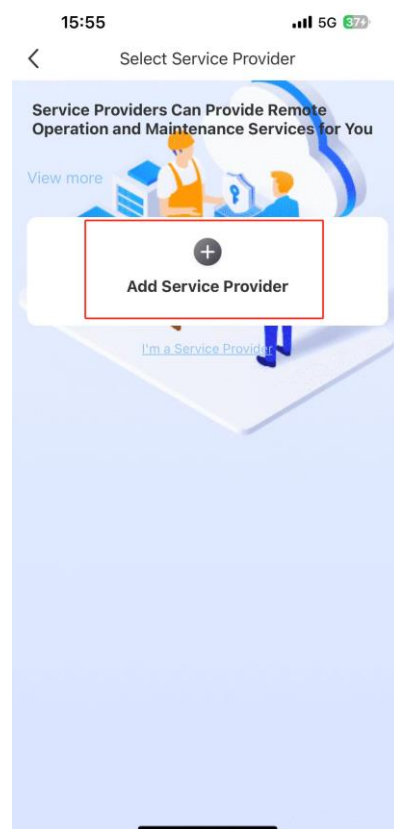 15:55
5G 37
Select Service Provider
Service Providers Can Provide Remote
Operation and Maintenance Services for You
View more
Add Service Provider
I'm a Service Provider